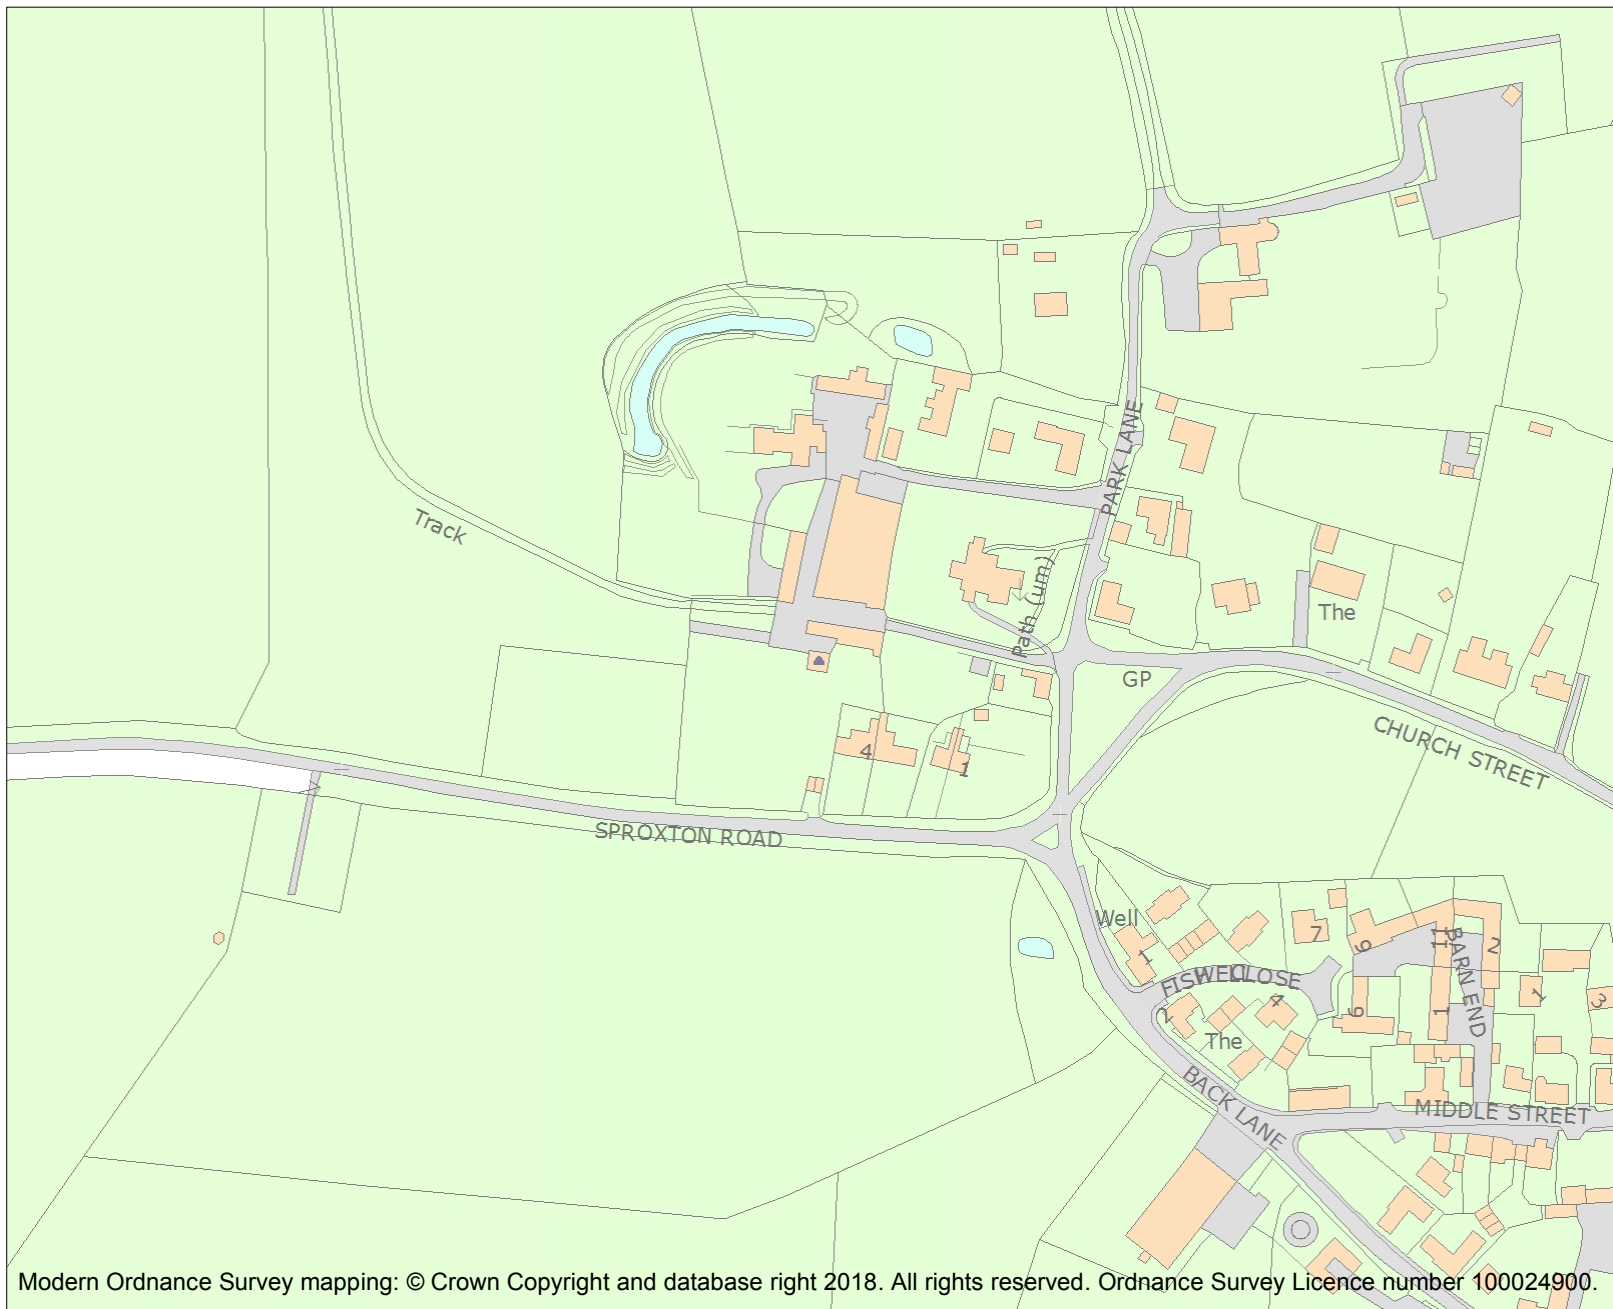 PARK LANE
Track
Path (um)
The
GP
CHURCH STREET
4
1
SPROXTON ROAD
Well
1
7
9
11
2
BARN END
FISHWELL CLOSE
2
4
6
1
1
3
The
BACK LANE
MIDDLE STREET
Modern Ordnance Survey mapping: © Crown Copyright and database right 2018. All rights reserved. Ordnance Survey Licence number 100024900.